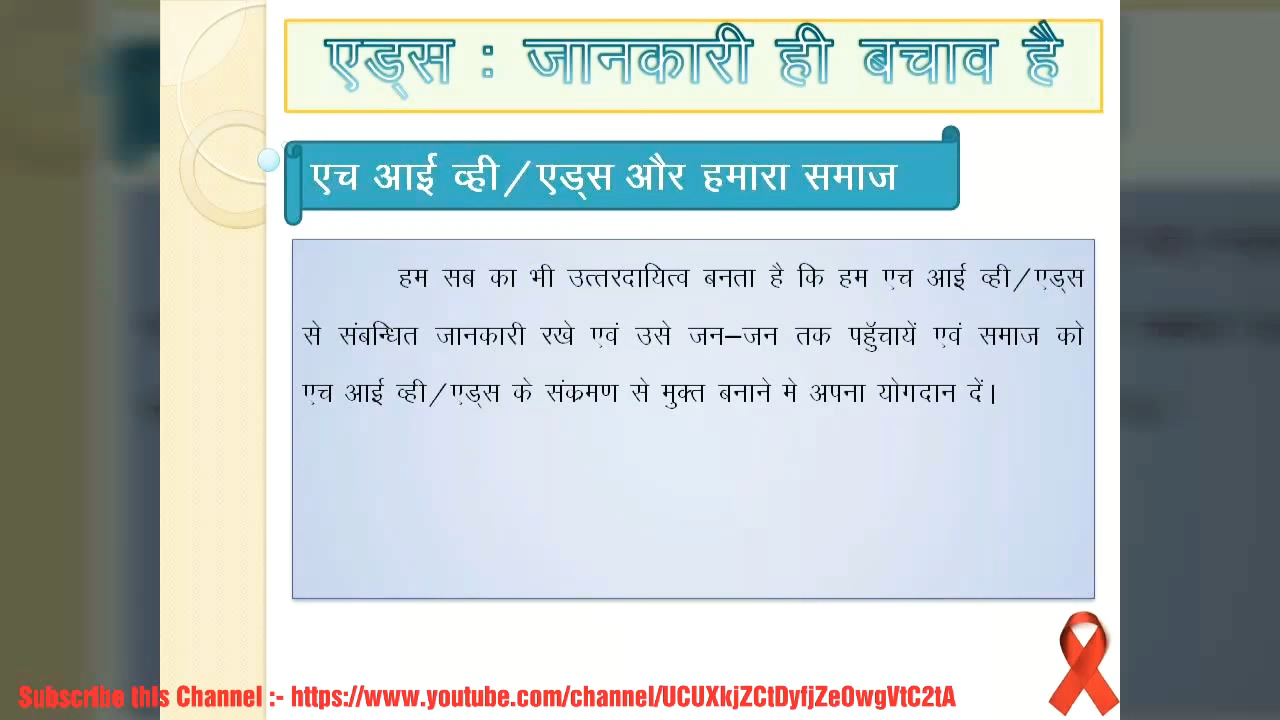 एड्स : जानकारी ही बचाव है
एच आई व्ही/एड्स और हमारा समाज
हम सब का भी उत्तरदायित्व बनता है कि हम एच आई व्ही/एड्स
से संबन्धित जानकारी रखे एवं उसे जन–जन तक पहुॅचायें एवं समाज को
एच आई व्ही/एड्स के संकमण से मुक्त बनाने मे अपना योगदान दें।
Subscribe this Channel :- https://www.youtube.com/channel/UCUXkjZCtDyfjZeOwgVtC2tA